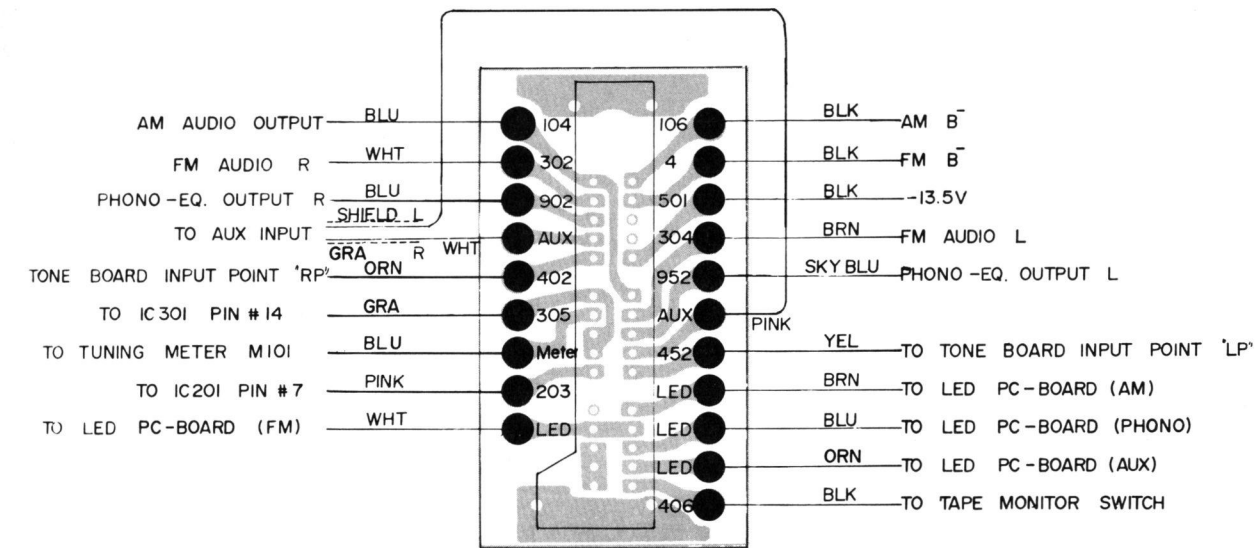 AM AUDIO OUTPUT BLU 104 106 BLK AM B⁻
FM AUDIO R WHT 302 4 BLK FM B⁻
PHONO-EQ. OUTPUT R BLU 902 501 BLK -13.5V
SHIELD L
TO AUX INPUT AUX 304 BRN FM AUDIO L
GRA R WHT
TONE BOARD INPUT POINT 'RP" ORN 402 952 SKY BLU PHONO-EQ. OUTPUT L
TO IC301 PIN #14 GRA 305 AUX PINK
TO TUNING METER M101 BLU Meter 452 YEL TO TONE BOARD INPUT POINT 'LP"
TO IC201 PIN #7 PINK 203 LED BRN TO LED PC-BOARD (AM)
TO LED PC-BOARD (FM) WHT LED LED BLU TO LED PC-BOARD (PHONO)
LED ORN TO LED PC-BOARD (AUX)
406 BLK TO TAPE MONITOR SWITCH